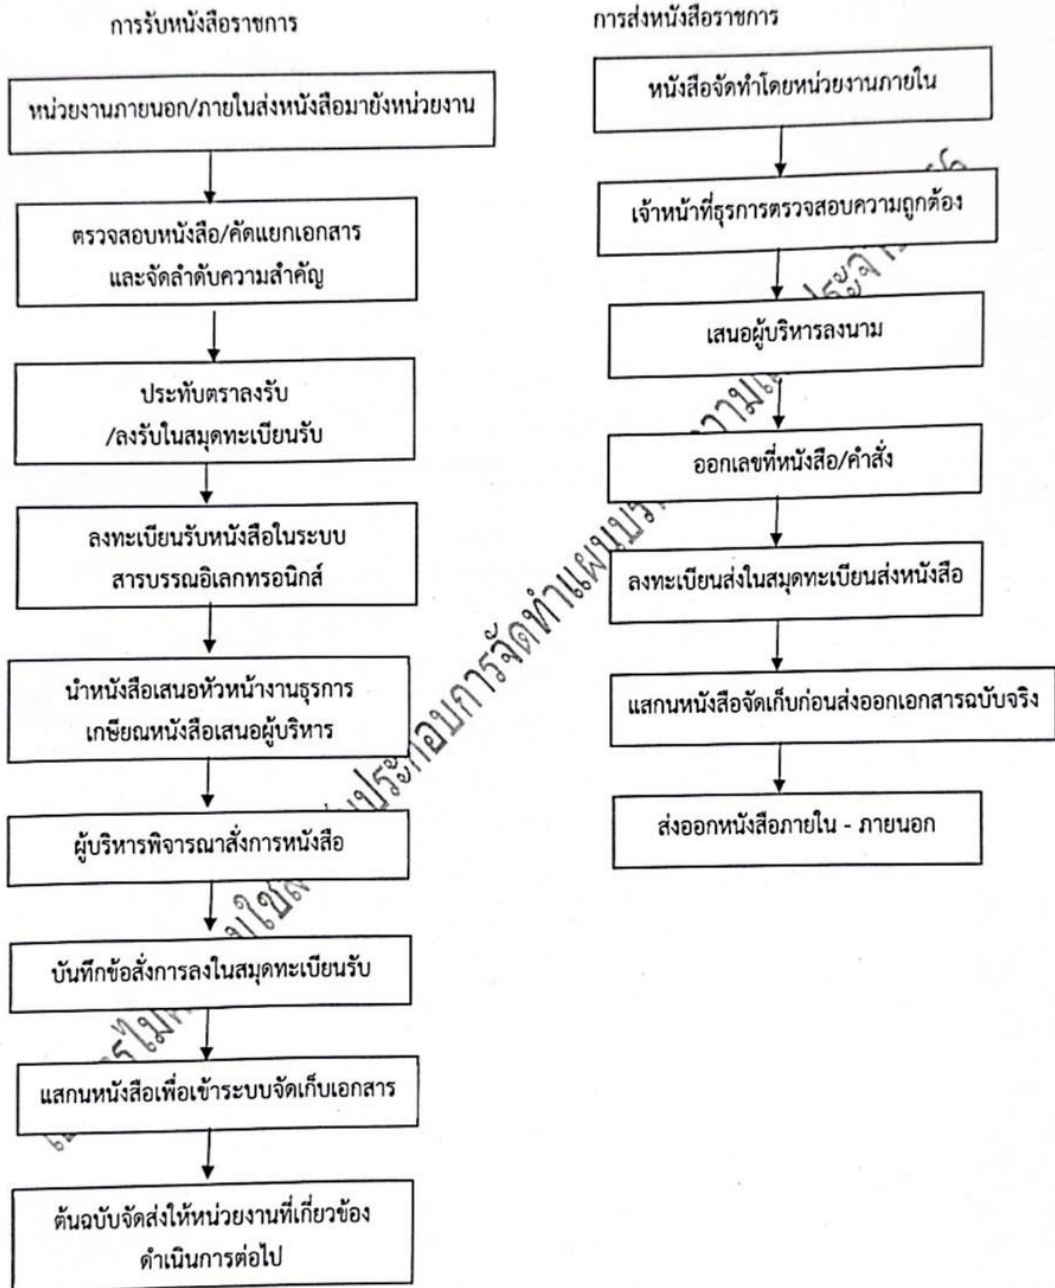 การรับหนังสือราชการ
หน่วยงานภายนอก/ภายในส่งหนังสือมายังหน่วยงาน
ตรวจสอบหนังสือ/คัดแยกเอกสาร
และจัดลำดับความสำคัญ
ประทับตราลงรับ
/ลงรับในสมุดทะเบียนรับ
ลงทะเบียนรับหนังสือในระบบ
สารบรรณอิเลกทรอนิกส์
นำหนังสือเสนอหัวหน้างานธุรการ
เกษียณหนังสือเสนอผู้บริหาร
ผู้บริหารพิจารณาสั่งการหนังสือ
บันทึกข้อสั่งการลงในสมุดทะเบียนรับ
แสกนหนังสือเพื่อเข้าระบบจัดเก็บเอกสาร
ต้นฉบับจัดส่งให้หน่วยงานที่เกี่ยวข้อง
ดำเนินการต่อไป
การส่งหนังสือราชการ
หนังสือจัดทำโดยหน่วยงานภายใน
เจ้าหน้าที่ธุรการตรวจสอบความถูกต้อง
เสนอผู้บริหารลงนาม
ออกเลขที่หนังสือ/คำสั่ง
ลงทะเบียนส่งในสมุดทะเบียนส่งหนังสือ
แสกนหนังสือจัดเก็บก่อนส่งออกเอกสารฉบับจริง
ส่งออกหนังสือภายใน - ภายนอก
ประกอบการจัดทำแผน